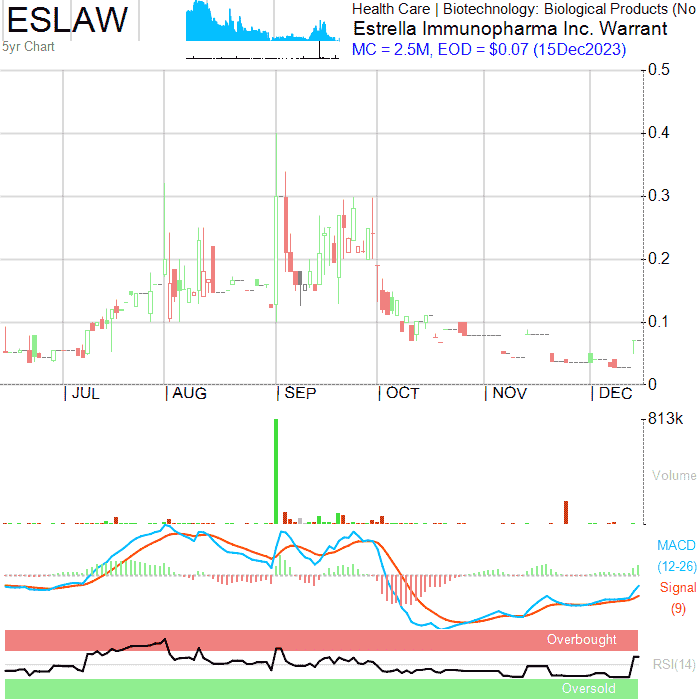 ESLAW
5yr Chart
Health Care | Biotechnology: Biological Products (No
Estrella Immunopharma Inc. Warrant
MC = 2.5M, EOD = $0.07 (15Dec2023)
0.5
0.4
0.3
0.2
0.1
0
JUL
AUG
SEP
OCT
NOV
DEC
813k
Volume
MACD
(12-26)
Signal
(9)
Overbought
RSI(14)
Oversold